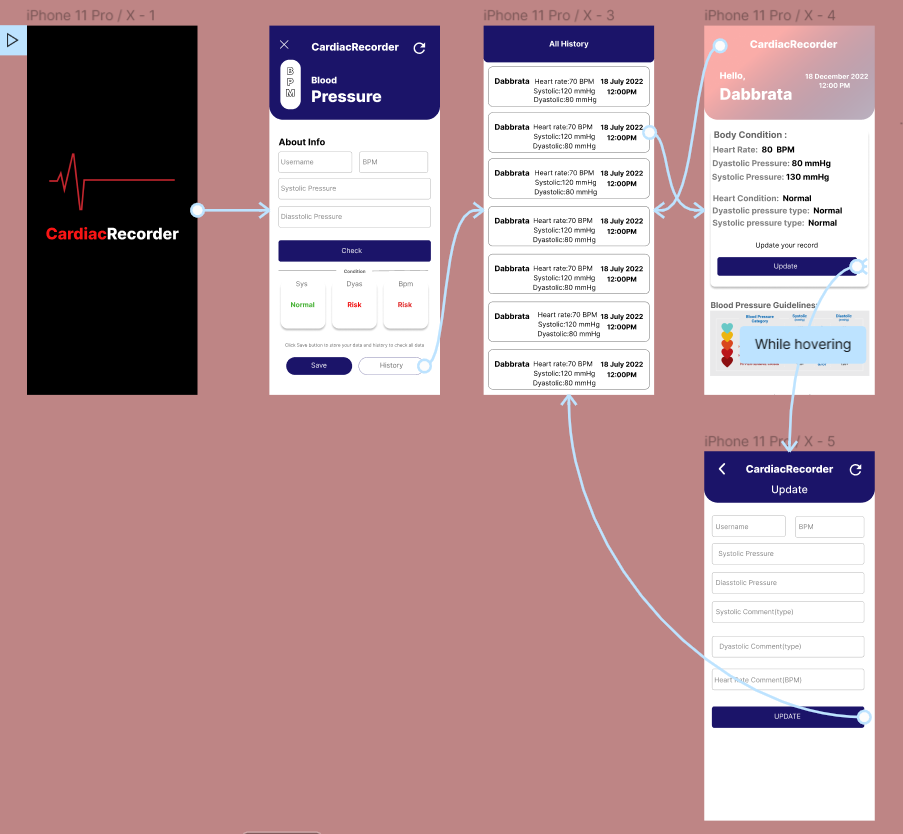 iPhone 11 Pro / X - 1
CardiacRecorder
CardiacRecorder
BPM
Blood
Pressure
About Info
Username
BPM
Systolic Pressure
Diasstolic Pressure
Check
Condition
Sys
Dyas
Bpm
Normal
Risk
Risk
Click Save button to store your data and history to check all data
Save
History
iPhone 11 Pro / X - 3
All History
Dabbrata Heart rate:70 BPM 18 July 2022
Systolic:120 mmHg 12:00PM
Dyastolic:80 mmHg
Dabbrata Heart rate:70 BPM 18 July 2022
Systolic:120 mmHg 12:00PM
Dyastolic:80 mmHg
Dabbrata Heart rate:70 BPM 18 July 2022
Systolic:120 mmHg 12:00PM
Dyastolic:80 mmHg
Dabbrata Heart rate:70 BPM 18 July 2022
Systolic:120 mmHg 12:00PM
Dyastolic:80 mmHg
Dabbrata Heart rate:70 BPM 18 July 2022
Systolic:120 mmHg 12:00PM
Dyastolic:80 mmHg
Dabbrata Heart rate:70 BPM 18 July 2022
Systolic:120 mmHg 12:00PM
Dyastolic:80 mmHg
Dabbrata Heart rate:70 BPM 18 July 2022
Systolic:120 mmHg 12:00PM
Dyastolic:80 mmHg
iPhone 11 Pro / X - 4
CardiacRecorder
Hello,
Dabbrata
18 December 2022
12:00 PM
Body Condition :
Heart Rate: 80 BPM
Dyastolic Pressure: 80 mmHg
Systolic Pressure: 130 mmHg
Heart Condition: Normal
Dyastolic pressure type: Normal
Systolic pressure type: Normal
Update your record
Update
Blood Pressure Guidelines:
Blood Pressure
Category
Systolic
Diastolic
While hovering
iPhone 11 Pro / X - 5
CardiacRecorder
Update
Username
BPM
Systolic Pressure
Diasstolic Pressure
Systolic Comment(type)
Dyastolic Comment(type)
Heart Rate Comment(BPM)
UPDATE